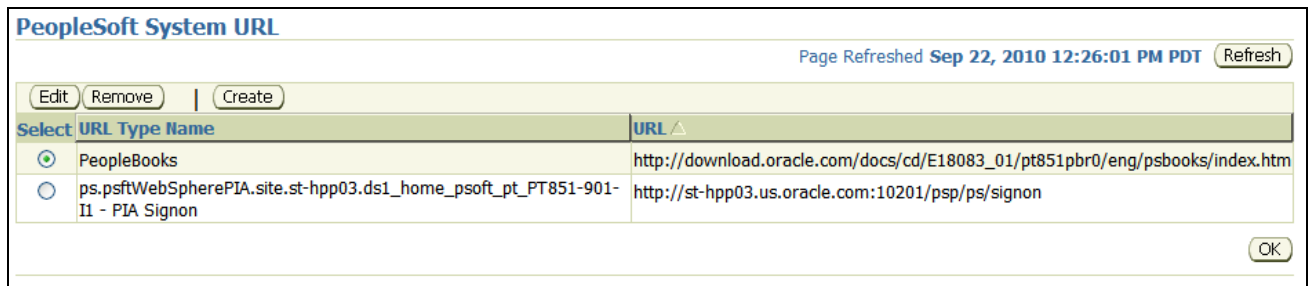 PeopleSoft System URL
Page Refreshed Sep 22, 2010 12:26:01 PM PDT Refresh
Edit Remove | Create
Select URL Type Name URL
PeopleBooks http://download.oracle.com/docs/cd/E18083_01/pt851pbr0/eng/psbooks/index.htm
ps.psftWebSpherePIA.site.st-hpp03.ds1_home_psoft_pt_PT851-901- http://st-hpp03.us.oracle.com:10201/psp/ps/signon
I1 - PIA Signon
OK